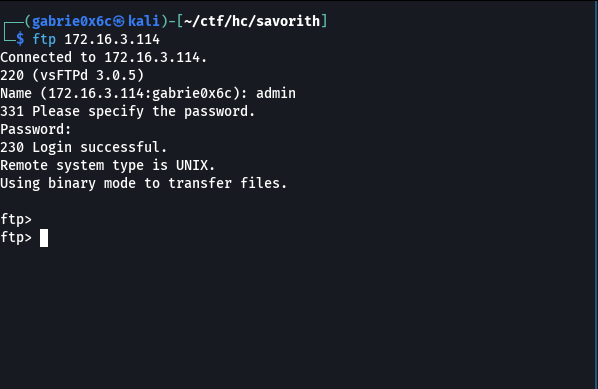 ┌──(gabrie0x6c㉿kali)-[~/ctf/hc/savorith]
└─$ ftp 172.16.3.114
Connected to 172.16.3.114.
220 (vsFTPd 3.0.5)
Name (172.16.3.114:gabrie0x6c): admin
331 Please specify the password.
Password:
230 Login successful.
Remote system type is UNIX.
Using binary mode to transfer files.
ftp>
ftp>